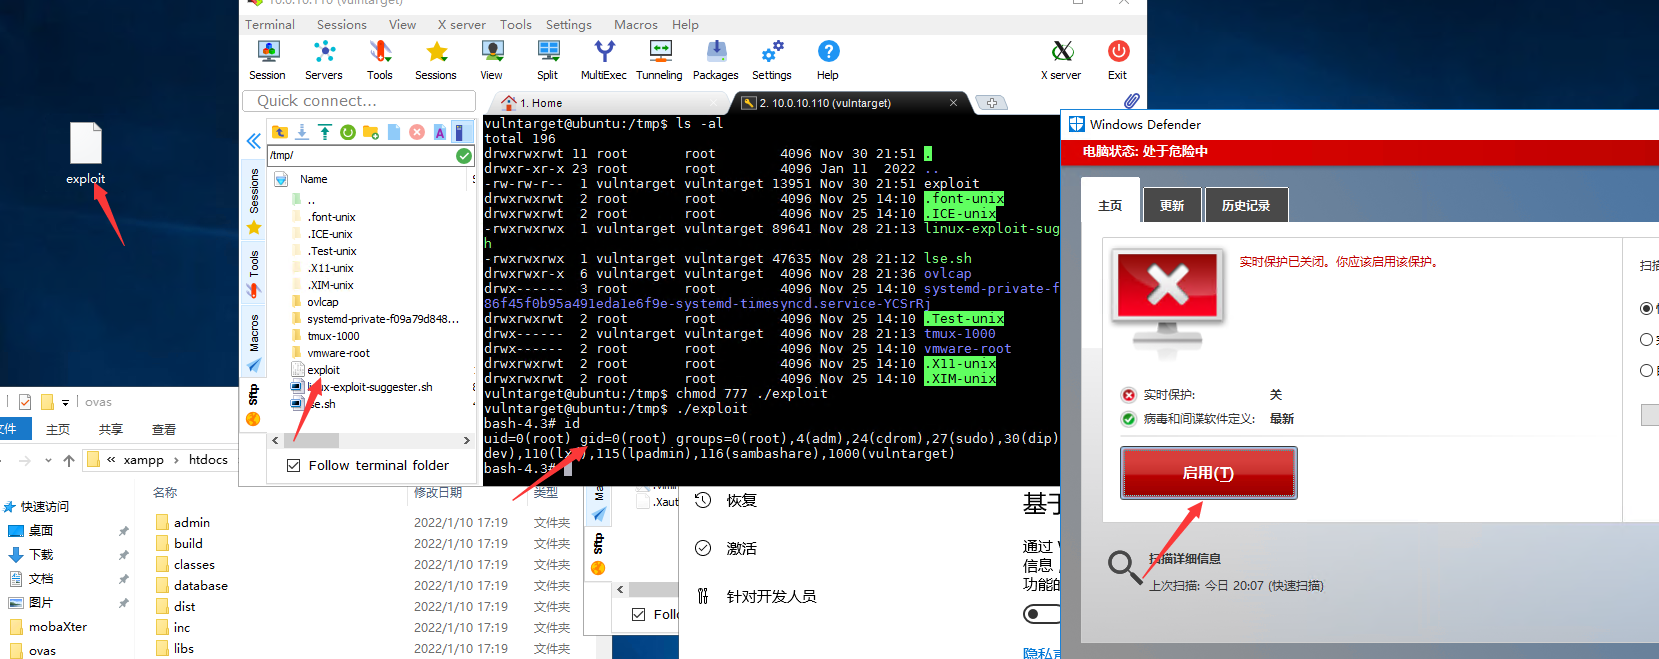 10.0.10.110 (vulntarget)
Terminal Sessions View X server Tools Settings Macros Help
Session Servers Tools Sessions View Split MultiExec Tunneling Packages Settings Help X server Exit
Quick connect...
1. Home
2. 10.0.10.110 (vulntarget)
exploit
/tmp/
Name
..
.font-unix
.ICE-unix
.Test-unix
.X11-unix
.XIM-unix
ovlcap
systemd-private-f09a79d848...
tmux-1000
vmware-root
exploit
linux-exploit-suggester.sh
lse.sh
Follow terminal folder
Sessions
Tools
Macros
Sftp
vulntarget@ubuntu:/tmp$ ls -al
total 196
drwxrwxrwt 11 root root 4096 Nov 30 21:51 .
drwxr-xr-x 23 root root 4096 Jan 11 2022 ..
-rw-rw-r-- 1 vulntarget vulntarget 13951 Nov 30 21:51 exploit
drwxrwxrwt 2 root root 4096 Nov 25 14:10 .font-unix
drwxrwxrwt 2 root root 4096 Nov 25 14:10 .ICE-unix
-rwxrwxrwx 1 vulntarget vulntarget 89641 Nov 28 21:13 linux-exploit-sug
h
-rwxrwxrwx 1 vulntarget vulntarget 47635 Nov 28 21:12 lse.sh
drwxrwxr-x 6 vulntarget vulntarget 4096 Nov 28 21:36 ovlcap
drwx------ 3 root root 4096 Nov 25 14:10 systemd-private-f
86f45f0b95a491eda1e6f9e-systemd-timesyncd.service-YCSrRj
drwxrwxrwt 2 root root 4096 Nov 25 14:10 .Test-unix
drwx------ 2 vulntarget vulntarget 4096 Nov 28 21:13 tmux-1000
drwx------ 2 root root 4096 Nov 25 14:10 vmware-root
drwxrwxrwt 2 root root 4096 Nov 25 14:10 .X11-unix
drwxrwxrwt 2 root root 4096 Nov 25 14:10 .XIM-unix
vulntarget@ubuntu:/tmp$ chmod 777 ./exploit
vulntarget@ubuntu:/tmp$ ./exploit
bash-4.3# id
uid=0(root) gid=0(root) groups=0(root),4(adm),24(cdrom),27(sudo),30(dip)
dev),110(lx),115(lpadmin),116(sambashare),1000(vulntarget)
bash-4.3#
Windows Defender
电脑状态: 处于危险中
主页 更新 历史记录
实时保护已关闭。你应该启用该保护。
实时保护: 关
病毒和间谍软件定义: 最新
启用(T)
扫描详细信息
上次扫描: 今日 20:07 (快速扫描)
ovas
文件 主页 共享 查看
« xampp › htdocs
快速访问
桌面
下载
文档
图片
mobaXter
ovas
名称 修改日期 类型
admin 2022/1/10 17:19 文件夹
build 2022/1/10 17:19 文件夹
classes 2022/1/10 17:19 文件夹
database 2022/1/10 17:19 文件夹
dist 2022/1/10 17:19 文件夹
inc 2022/1/10 17:19 文件夹
libs 2022/1/10 17:19 文件夹
.Xaut
Sftp
Foll
恢复
激活
针对开发人员
基于
通过
信息
功能的
隐私